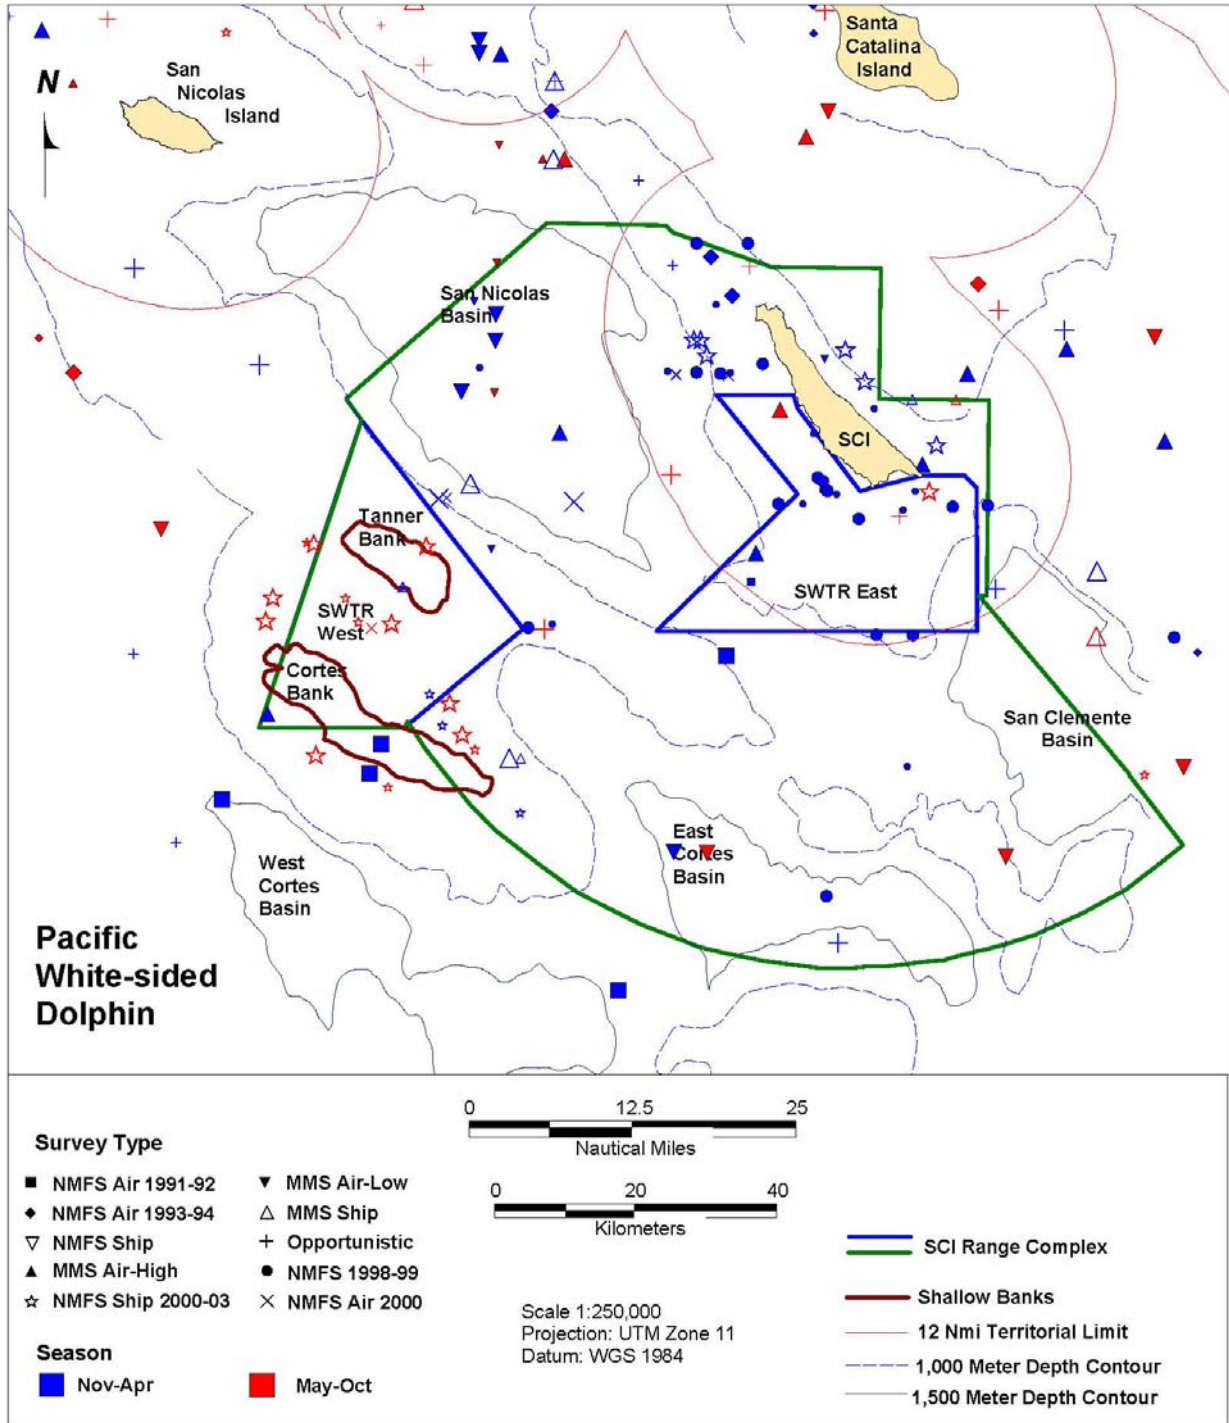 Santa
Catalina
Island
San
Nicolas
Island
N
San Nicolas
Basin
SCI
Tanner
Bank
SWTR East
SWTR
West
Cortes
Bank
San Clemente
Basin
East
Cortes
Basin
West
Cortes
Basin
Pacific
White-sided
Dolphin
0 12.5 25
Nautical Miles
0 20 40
Kilometers
Survey Type
NMFS Air 1991-92
NMFS Air 1993-94
NMFS Ship
MMS Air-High
NMFS Ship 2000-03
MMS Air-Low
MMS Ship
Opportunistic
NMFS 1998-99
NMFS Air 2000
Season
Nov-Apr
May-Oct
Scale 1:250,000
Projection: UTM Zone 11
Datum: WGS 1984
SCI Range Complex
Shallow Banks
12 Nmi Territorial Limit
1,000 Meter Depth Contour
1,500 Meter Depth Contour